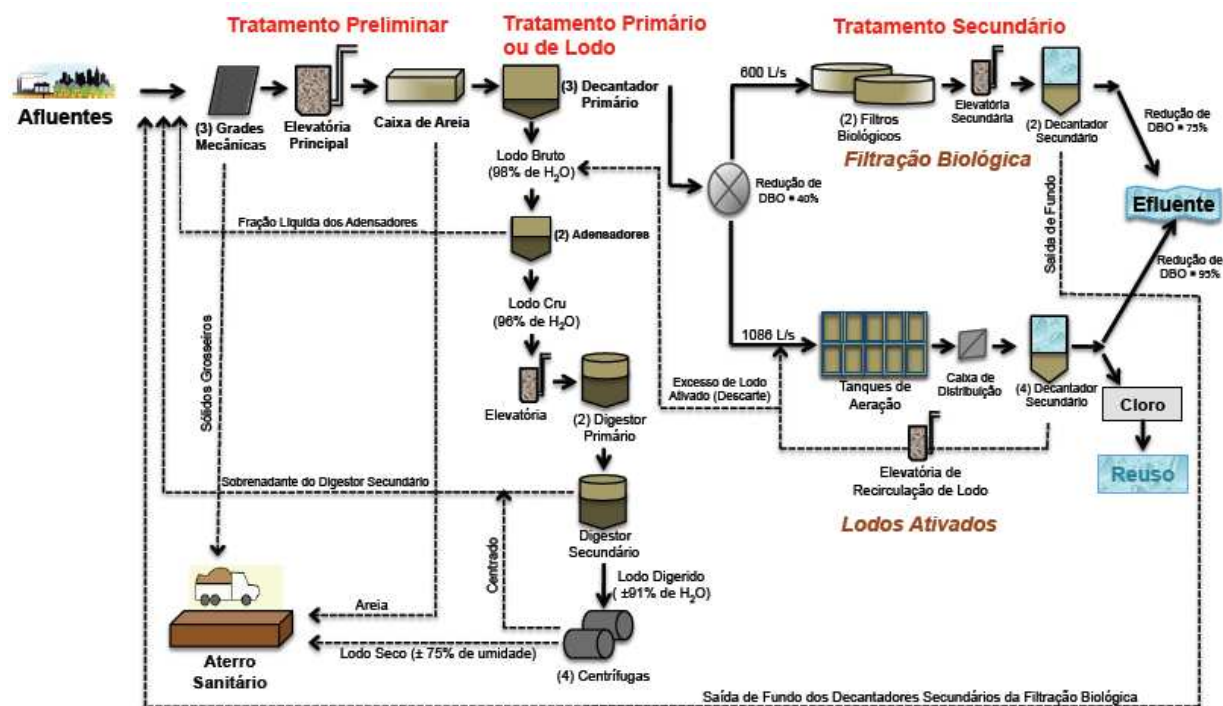 Tratamento Preliminar
Tratamento Primário
ou de Lodo
Tratamento Secundário
Afluentes
(3) Grades
Mecânicas
Elevatória
Principal
Caixa de Areia
(3) Decantador
Primário
600 L/s
(2) Filtros
Biológicos
Elevatória
Secundária
(2) Decantador
Secundário
Redução de
DBO = 75%
Filtração Biológica
Lodo Bruto
(98% de H2O)
Redução de
DBO = 40%
Efluente
Fração Líquida dos Adensadores
(2) Adensadores
Saída de Fundo
Redução de
DBO = 95%
Lodo Cru
(96% de H2O)
1086 L/s
Sólidos Grosseiros
Elevatória
(2) Digestor
Primário
Excesso de Lodo
Ativado (Descarte)
Tanques de
Aeração
Caixa de
Distribuição
(4) Decantador
Secundário
Cloro
Sobrenadante do Digestor Secundário
Elevatória de
Recirculação de Lodo
Reuso
Lodos Ativados
Digestor
Secundário
Centrado
Lodo Digerido
( ±91% de H2O)
Areia
Lodo Seco (± 75% de umidade)
(4) Centrífugas
Aterro
Sanitário
Saída de Fundo dos Decantadores Secundários da Filtração Biológica